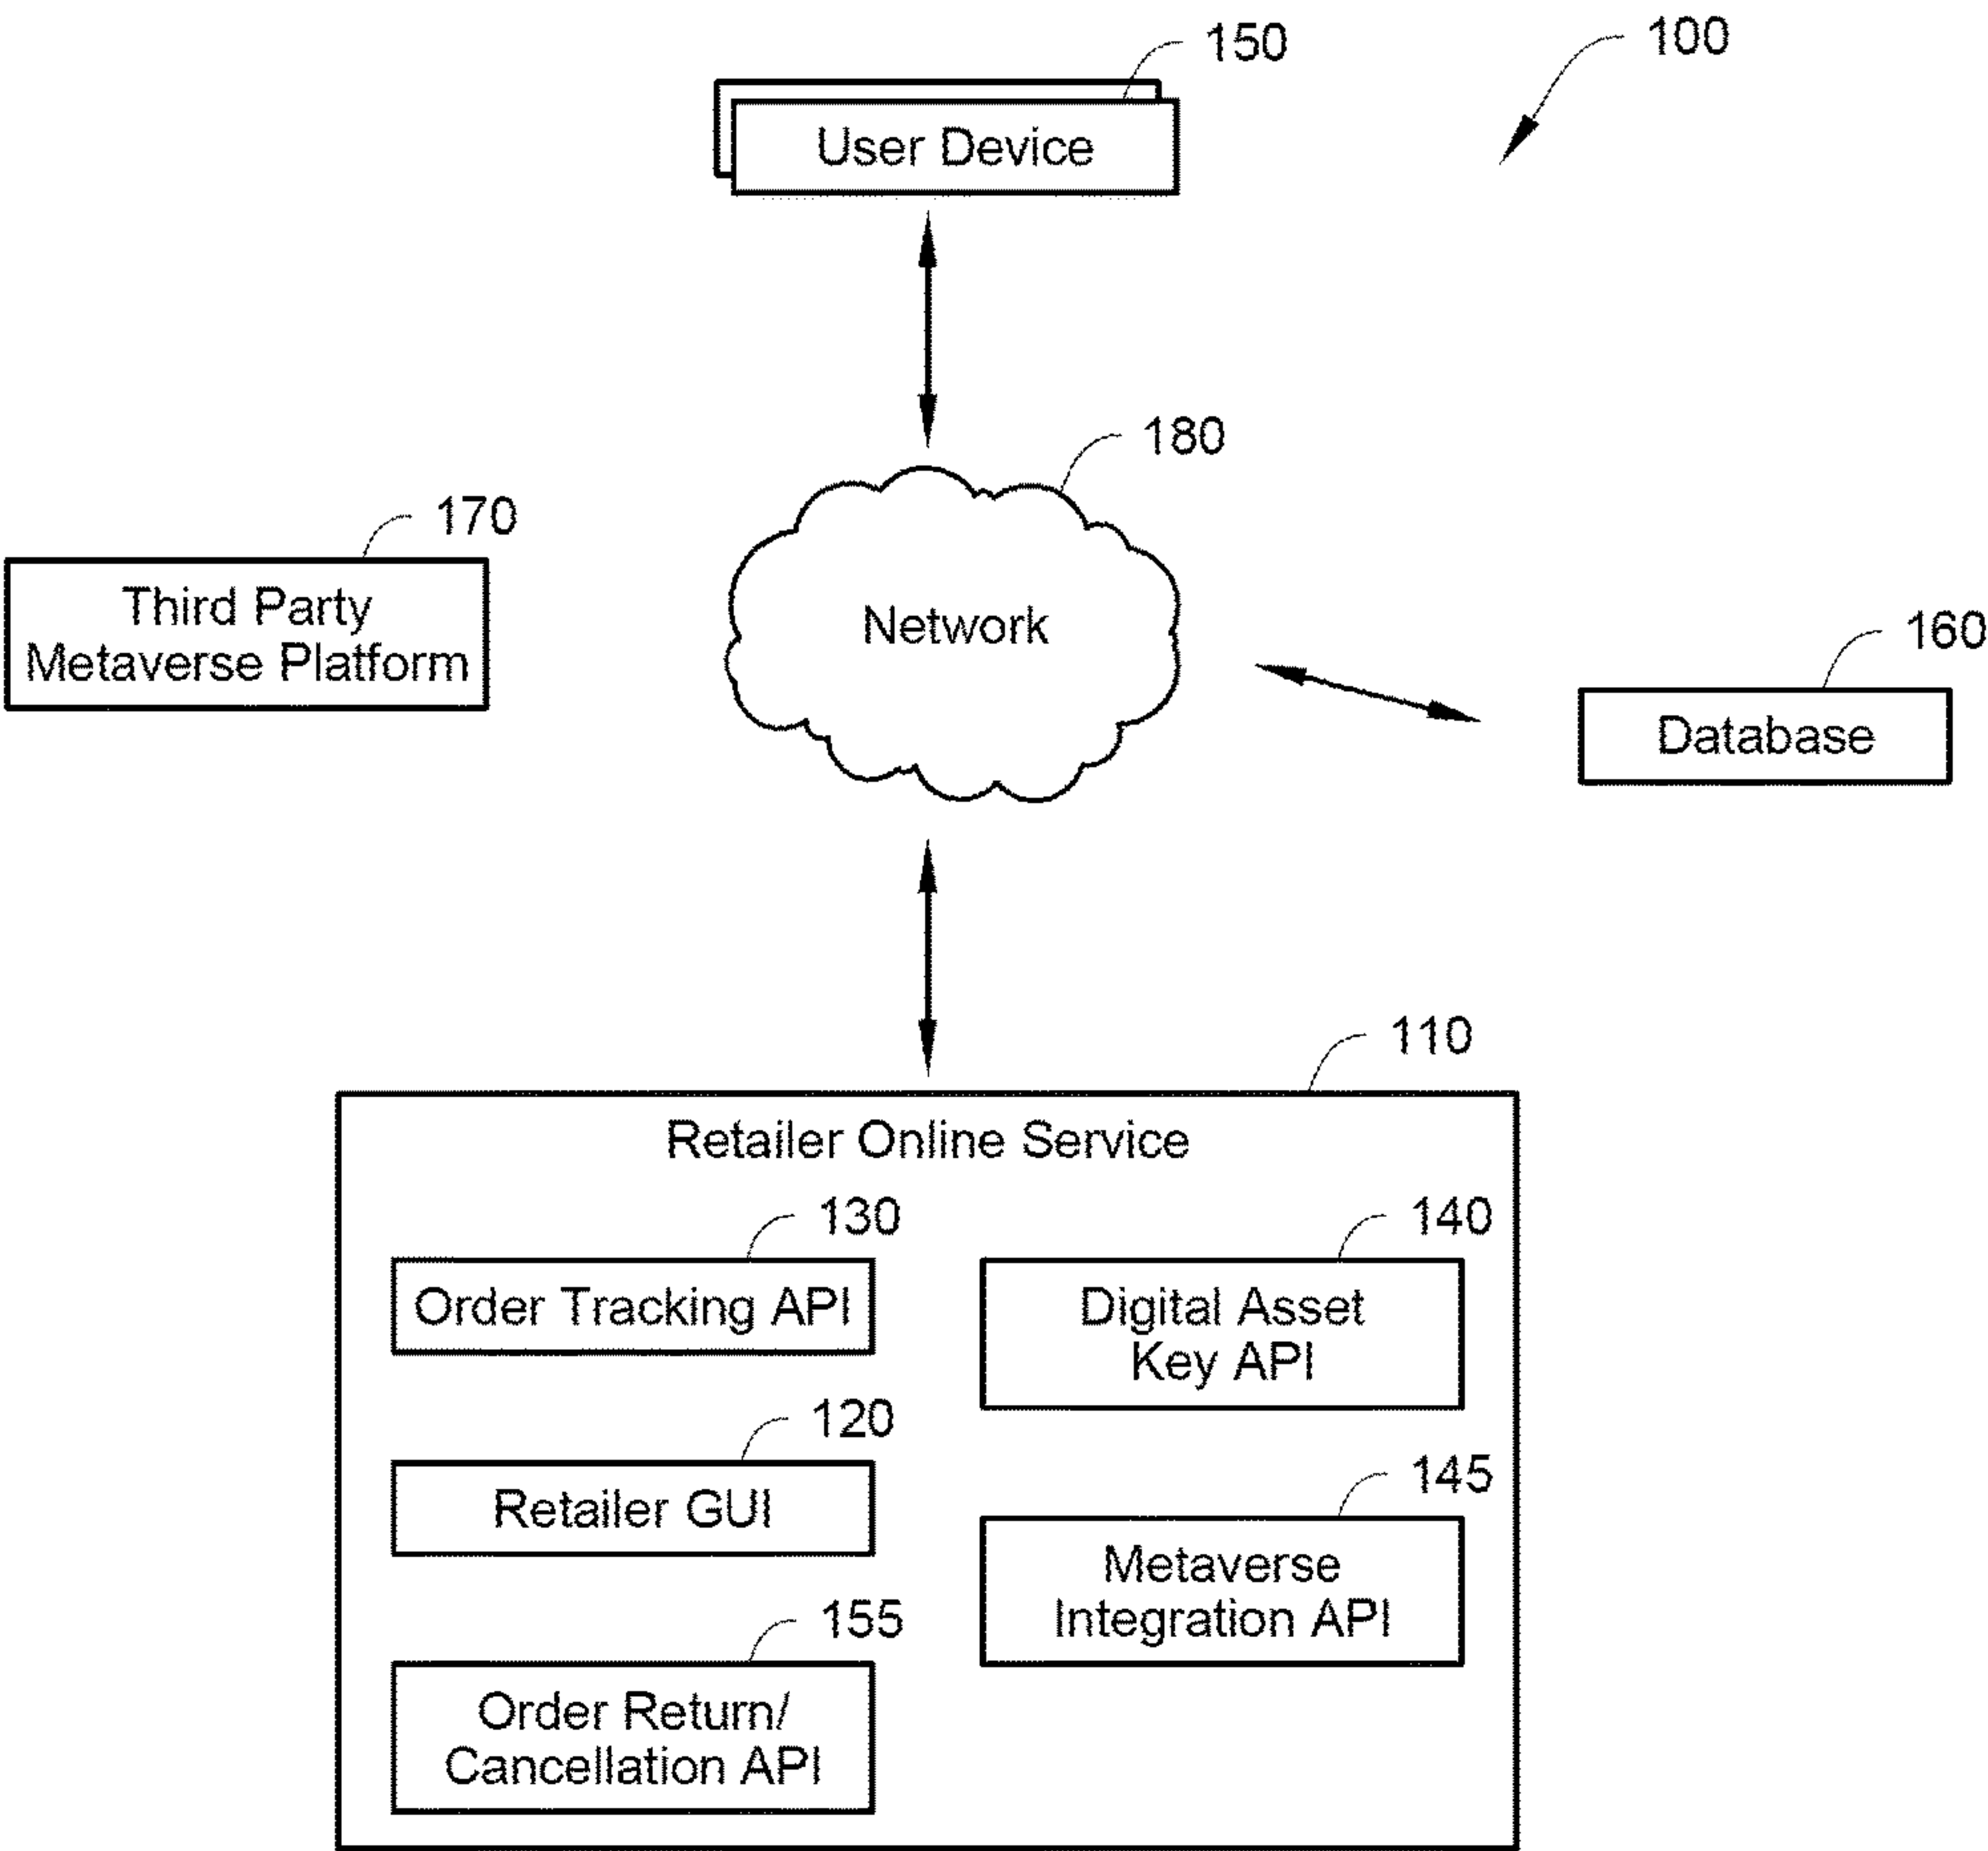 150
100
User Device
180
170
Network
Third Party
Metaverse Platform
160
Database
110
Retailer Online Service
130
Order Tracking API
140
Digital Asset
Key API
120
Retailer GUI
145
Metaverse
Integration API
155
Order Return/
Cancellation API